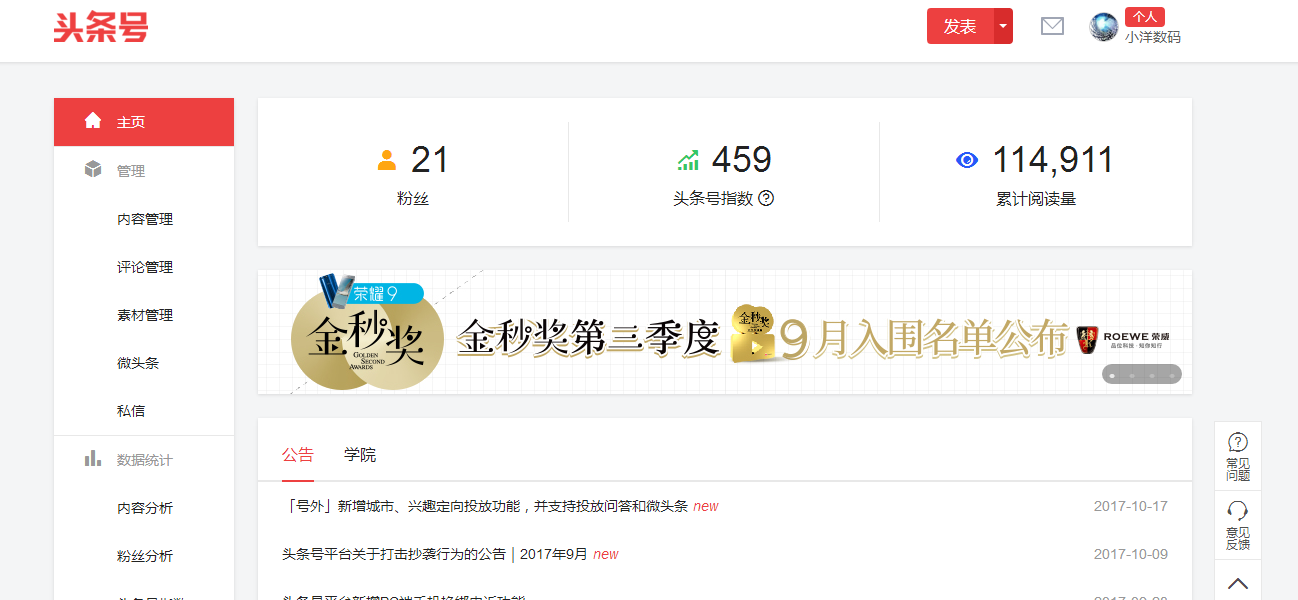 头条号
发表
个人
小洋数码
主页
管理
内容管理
评论管理
素材管理
微头条
私信
数据统计
内容分析
粉丝分析
21
粉丝
459
头条号指数
114,911
累计阅读量
荣耀9
金秒奖
GOLDEN
SECOND
AWARDS
金秒奖第三季度
金秒奖
9月入围名单公布
ROEWE 荣威
品位科技·知你知行
公告
学院
「号外」新增城市、兴趣定向投放功能，并支持投放问答和微头条 new
2017-10-17
头条号平台关于打击抄袭行为的公告 | 2017年9月 new
2017-10-09
常见
问题
意见
反馈